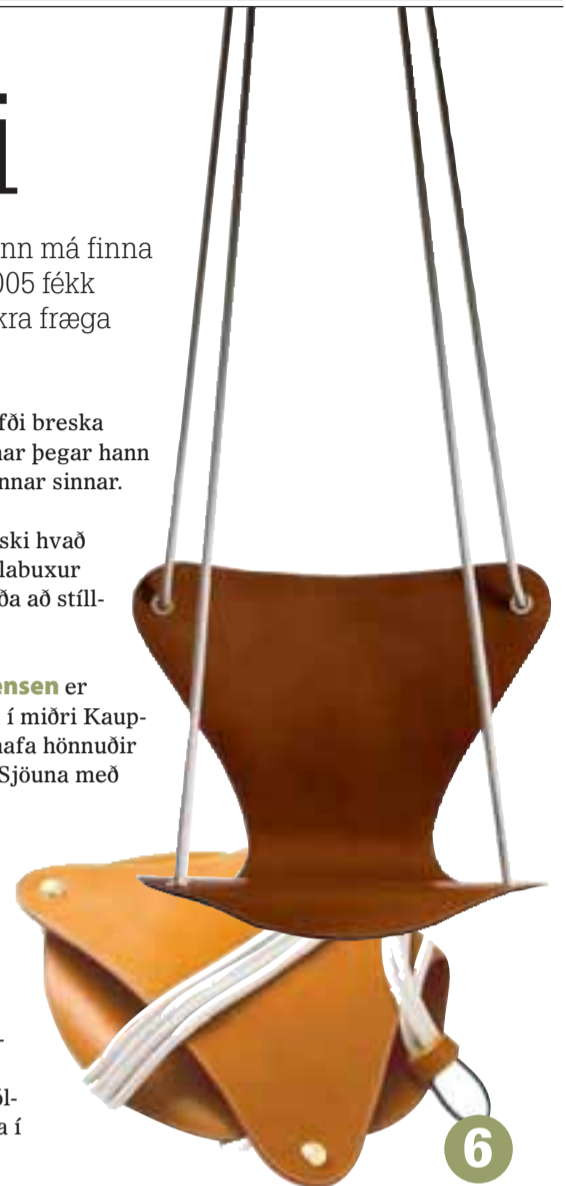 i
nn má finna
005 fékk
kra fræga
fði breska
nar þegar hann
nnar sinnar.
ski hvað
labuxur
ða að stíll-
ensen er
í miðri Kaup-
hafa hönnuðir
Sjöuna með
-
ól-
a í
6